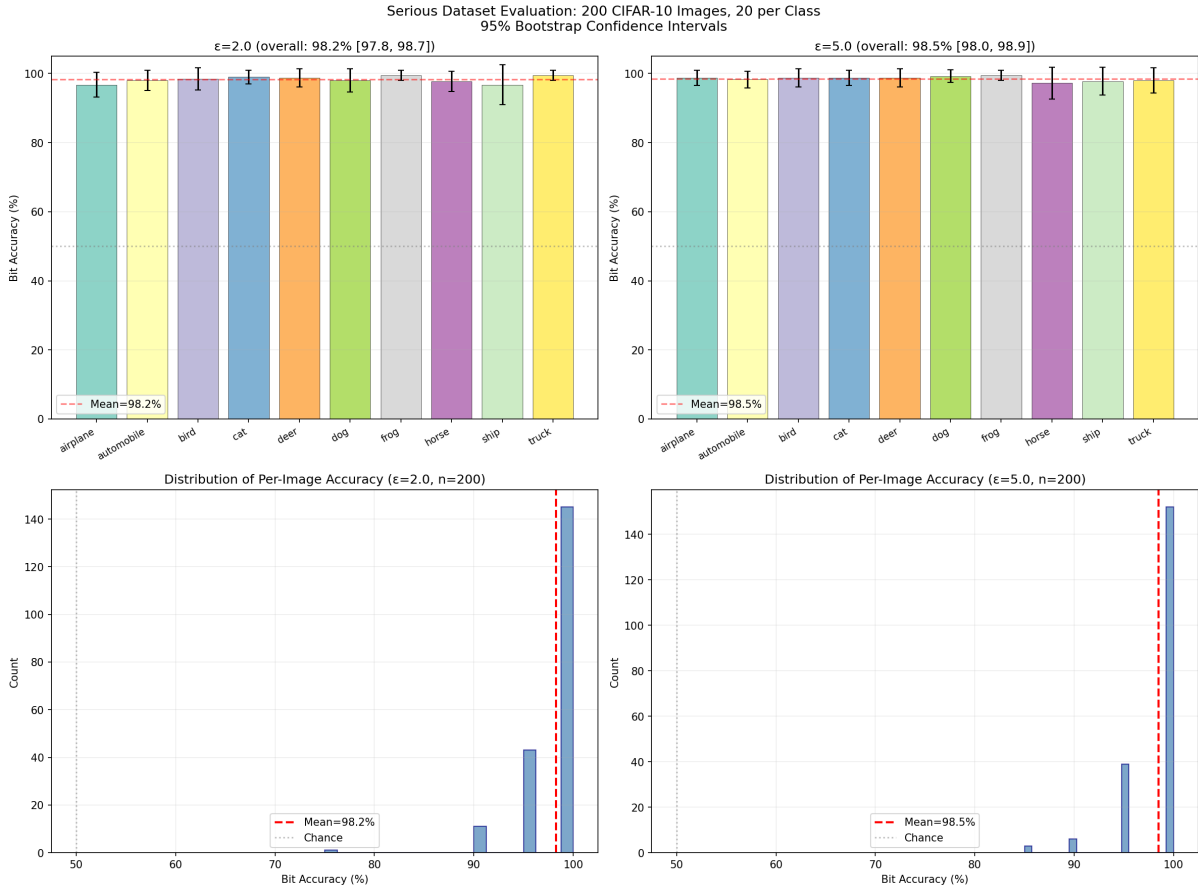 Serious Dataset Evaluation: 200 CIFAR-10 Images, 20 per Class
95% Bootstrap Confidence Intervals
ε=2.0 (overall: 98.2% [97.8, 98.7])
100
80
60
40
20
0
Bit Accuracy (%)
Mean=98.2%
airplane
automobile
bird
cat
deer
dog
frog
horse
ship
truck
ε=5.0 (overall: 98.5% [98.0, 98.9])
100
80
60
40
20
0
Bit Accuracy (%)
Mean=98.5%
airplane
automobile
bird
cat
deer
dog
frog
horse
ship
truck
Distribution of Per-Image Accuracy (ε=2.0, n=200)
140
120
100
80
60
40
20
0
Count
Mean=98.2%
Chance
50 60 70 80 90 100
Bit Accuracy (%)
Distribution of Per-Image Accuracy (ε=5.0, n=200)
140
120
100
80
60
40
20
0
Count
Mean=98.5%
Chance
50 60 70 80 90 100
Bit Accuracy (%)